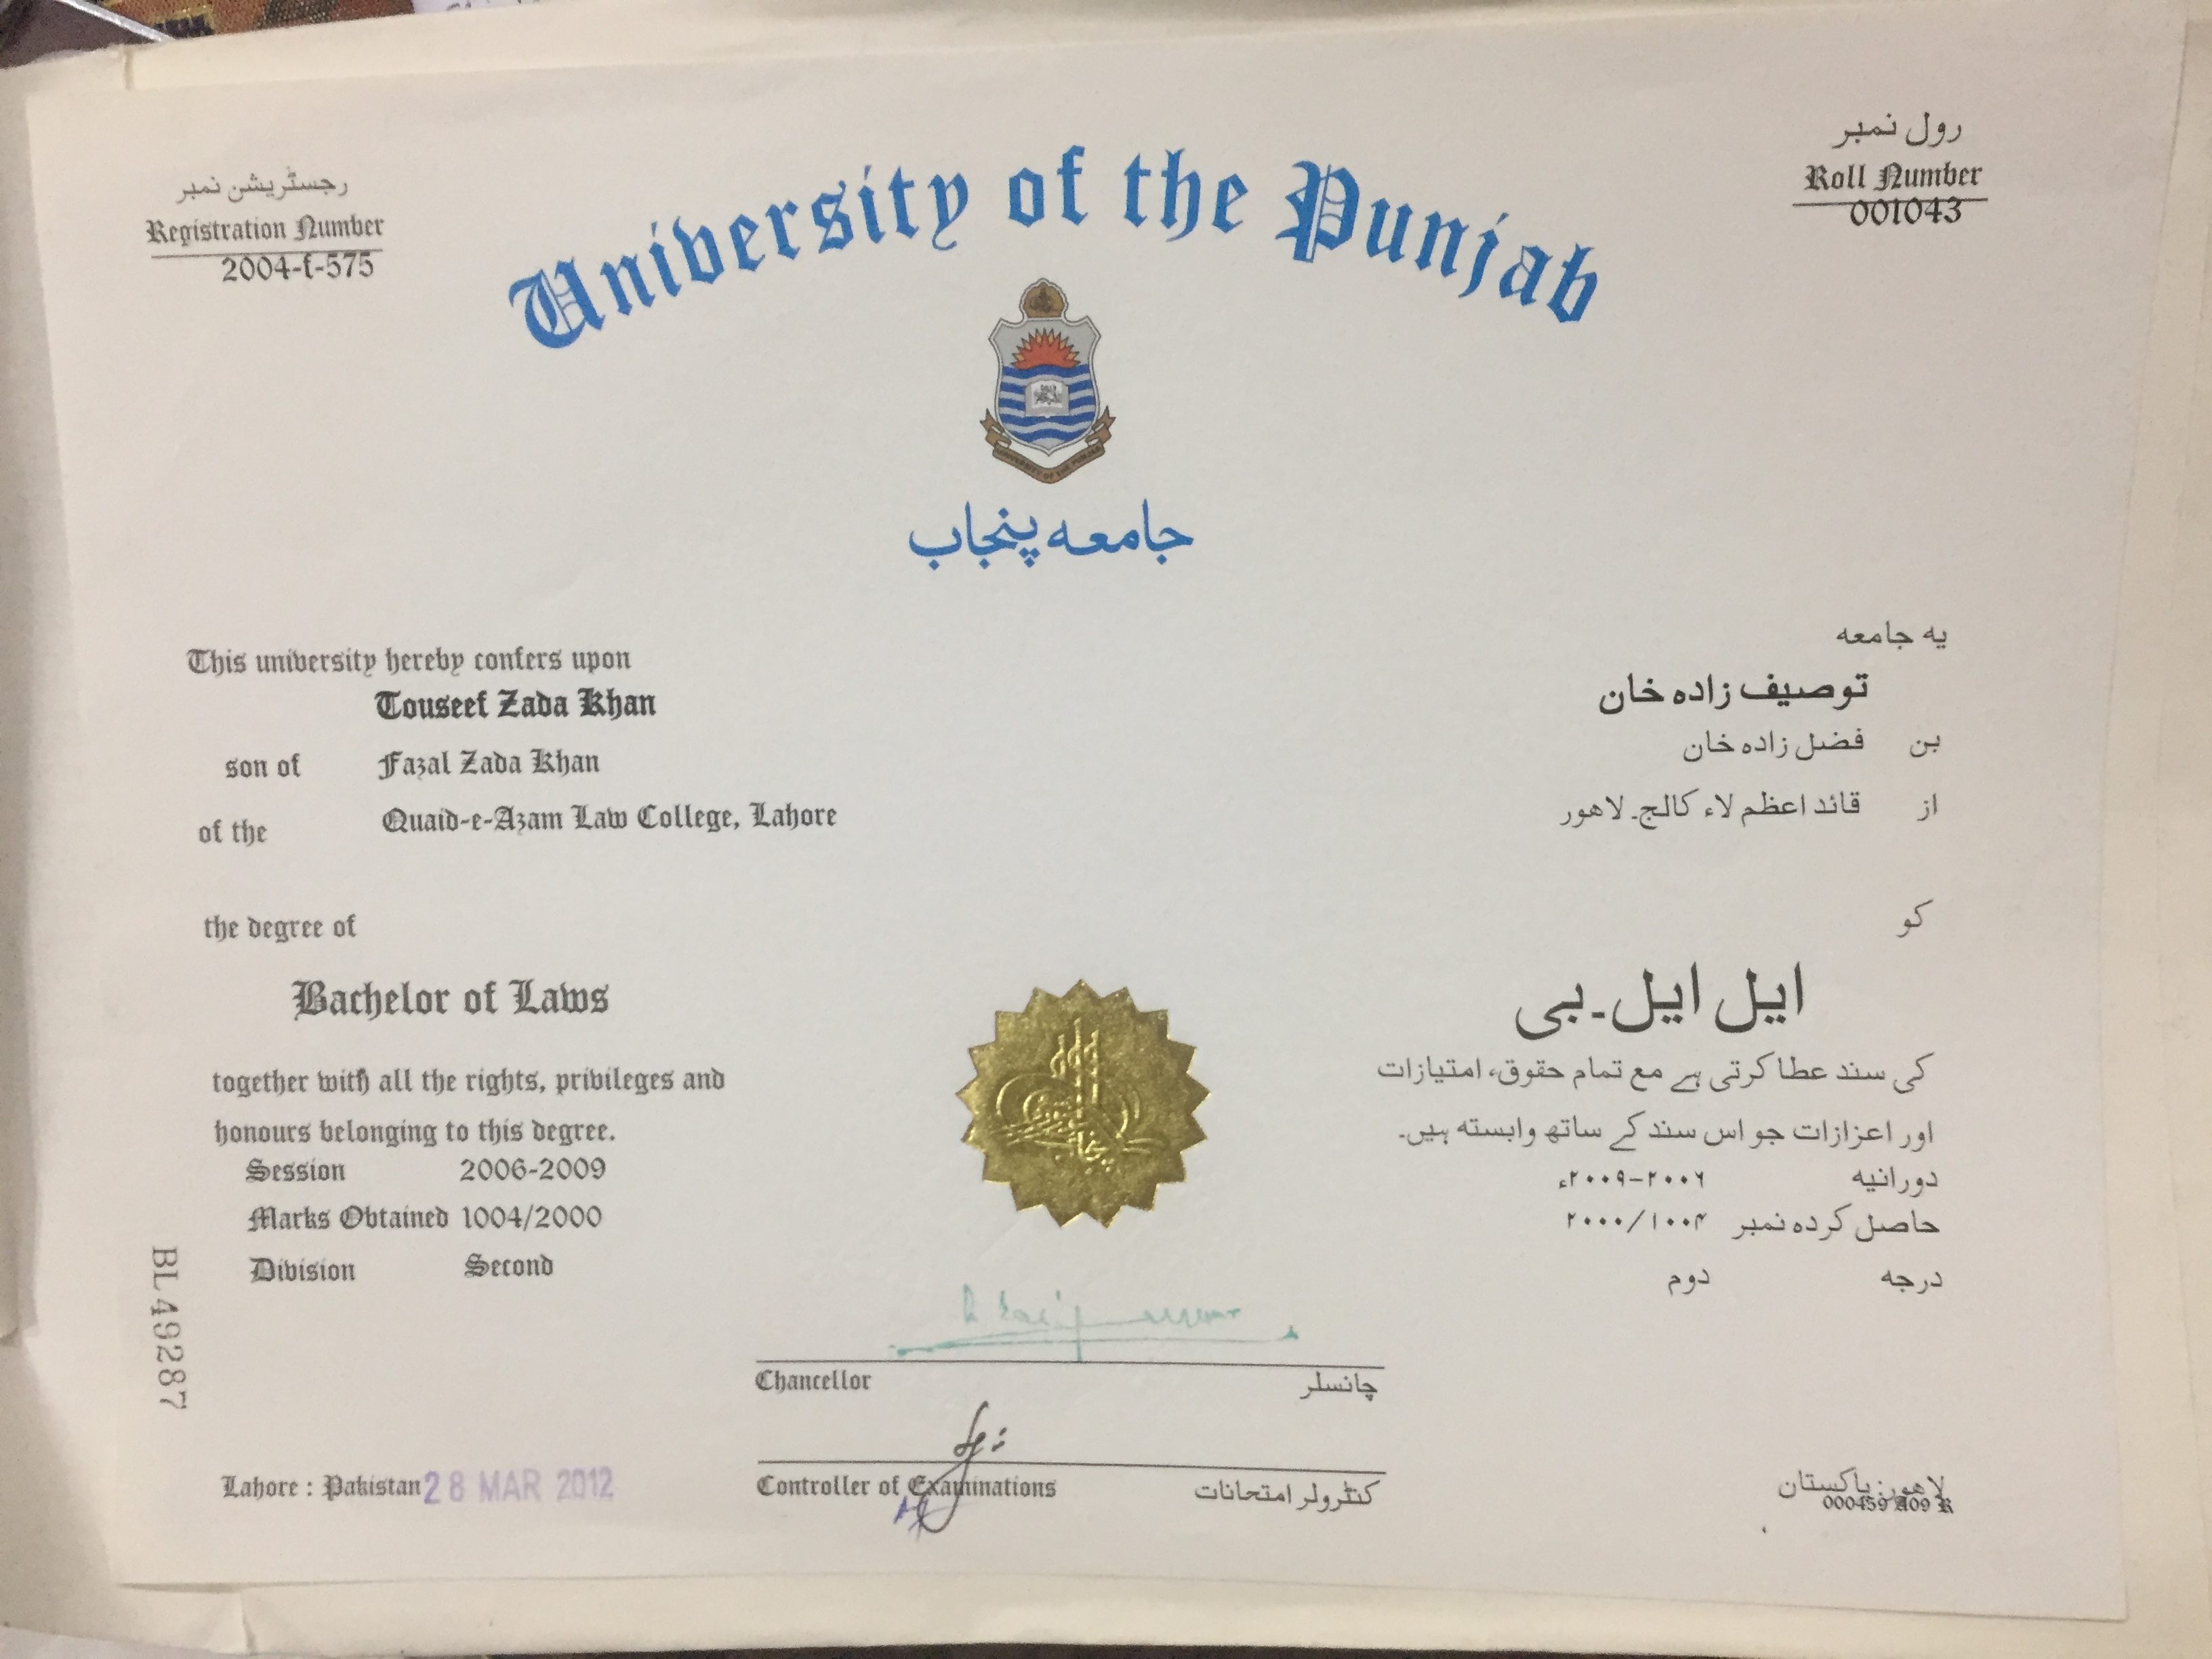 رول نمبر
Roll Number
001043
رجسٹریشن نمبر
Registration Number
2004-f-575
University of the Punjab
UNIVERSITY OF THE PUNJAB
جامعہ پنجاب
This university hereby confers upon
Touseef Zada Khan
son of Fazal Zada Khan
of the Quaid-e-Azam Law College, Lahore
the degree of
Bachelor of Laws
together with all the rights, privileges and
honours belonging to this degree.
Session 2006-2009
Marks Obtained 1004/2000
Division Second
یہ جامعہ
توصیف زادہ خان
بن فضل زادہ خان
از قائد اعظم لاء کالج۔ لاھور
کو
ایل ایل۔بی
کی سند عطا کرتی ہے مع تمام حقوق، امتیازات
اور اعزازات جو اس سند کے ساتھ وابستہ ہیں۔
دورانیہ ۲۰۰۶–۲۰۰۹ء
حاصل کردہ نمبر ۱۰۰۴/۲۰۰۰
درجہ دوم
BL49287
Chancellor چانسلر
Controller of Examinations کنٹرولر امتحانات
Lahore : Pakistan 28 MAR 2012
لاھور: پاکستان
000459 A09 R